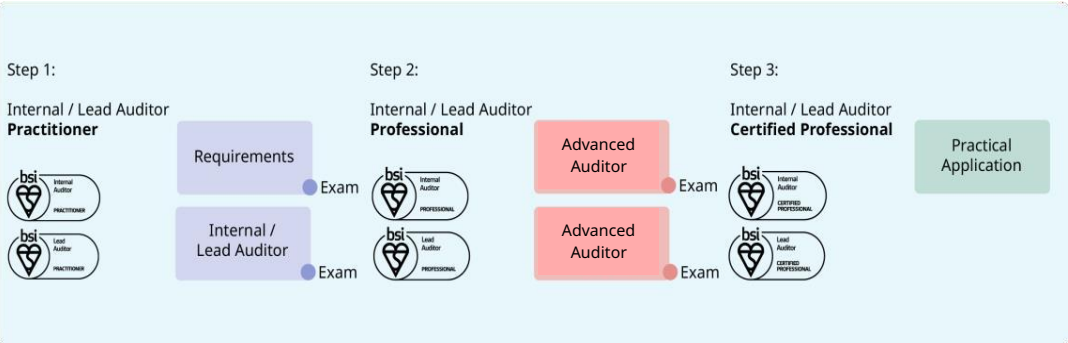 Step 1:
Internal / Lead Auditor
Practitioner
bsi
Internal
Auditor
PRACTITIONER
bsi
Lead
Auditor
PRACTITIONER
Requirements
Exam
Internal /
Lead Auditor
Exam
Step 2:
Internal / Lead Auditor
Professional
bsi
Internal
Auditor
PROFESSIONAL
bsi
Lead
Auditor
PROFESSIONAL
Advanced
Auditor
Exam
Advanced
Auditor
Exam
Step 3:
Internal / Lead Auditor
Certified Professional
bsi
Internal
Auditor
CERTIFIED
PROFESSIONAL
bsi
Lead
Auditor
CERTIFIED
PROFESSIONAL
Practical
Application